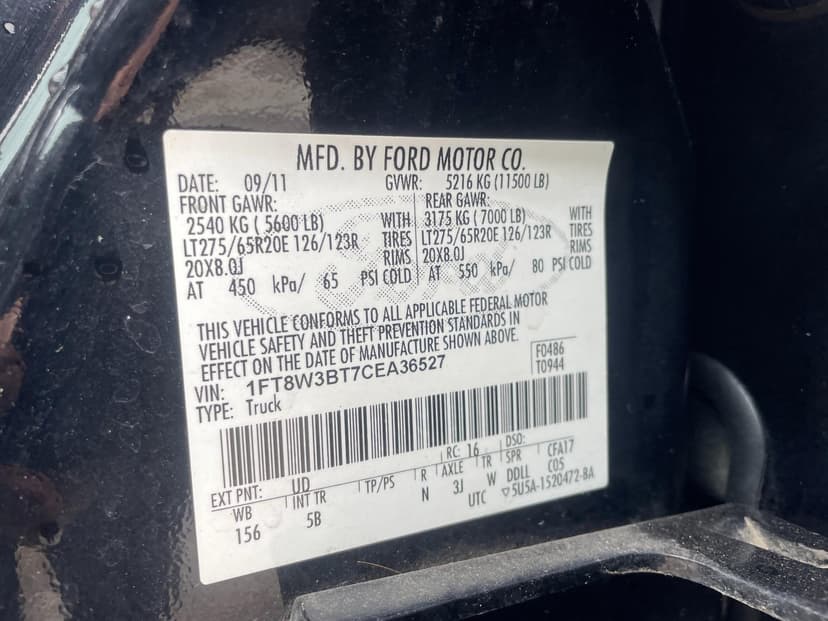 MFD. BY FORD MOTOR CO.
DATE: 09/11 GVWR: 5216 KG (11500 LB)
FRONT GAWR: REAR GAWR:
2540 KG ( 5600 LB) WITH 3175 KG ( 7000 LB) WITH
LT275/65R20E 126/123R TIRES LT275/65R20E 126/123R TIRES
20X8.0J RIMS 20X8.0J RIMS
AT 450 kPa/ 65 PSI COLD AT 550 kPa/ 80 PSI COLD
THIS VEHICLE CONFORMS TO ALL APPLICABLE FEDERAL MOTOR
VEHICLE SAFETY AND THEFT PREVENTION STANDARDS IN
EFFECT ON THE DATE OF MANUFACTURE SHOWN ABOVE.
VIN: 1FT8W3BT7CEA36527 F0486
TYPE: Truck T0944
EXT PNT: UD RC: 16 DSO:
WB INT TR TP/PS R AXLE TR SPR CFA17
156 5B N 3J W DDLL C05
UTC ▽5U5A-1520472-BA
Ford